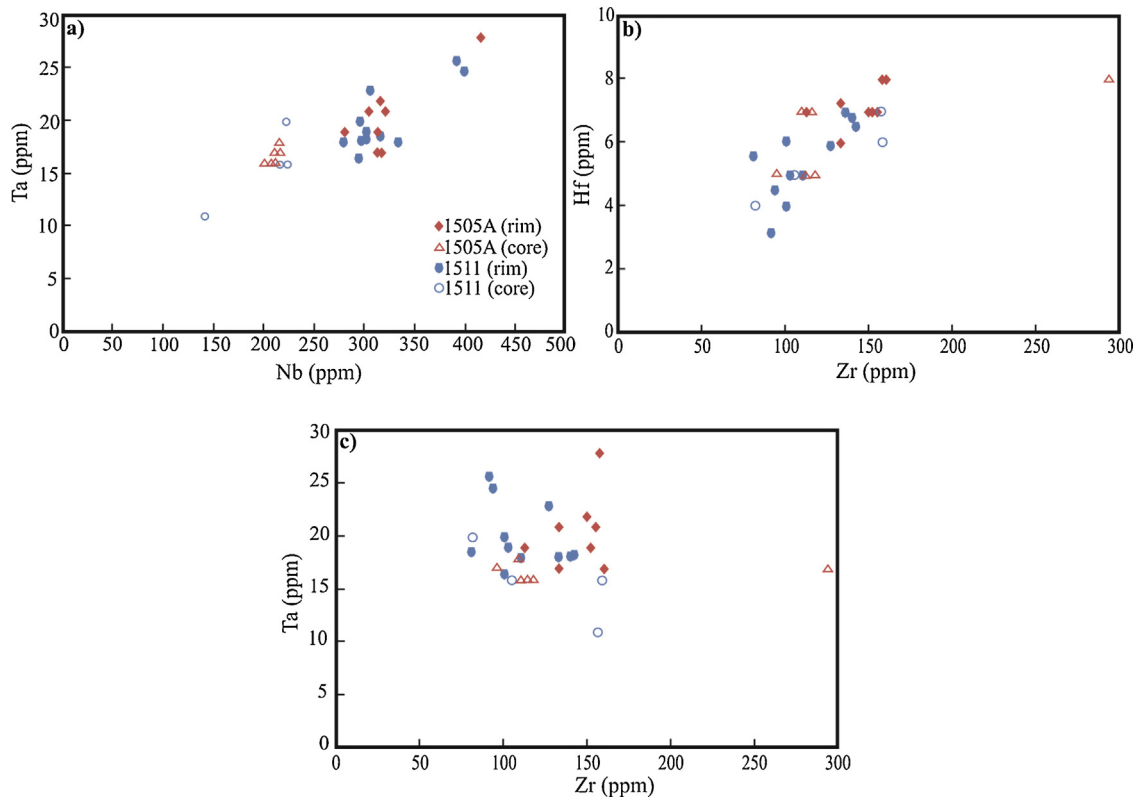 a)
30
25
20
15
10
5
0
Ta (ppm)
1505A (rim)
1505A (core)
1511 (rim)
1511 (core)
0 50 100 150 200 250 300 350 400 450 500
Nb (ppm)
b)
10
8
6
4
2
0
Hf (ppm)
0 50 100 150 200 250 300
Zr (ppm)
c)
30
25
20
15
10
5
0
Ta (ppm)
0 50 100 150 200 250 300
Zr (ppm)